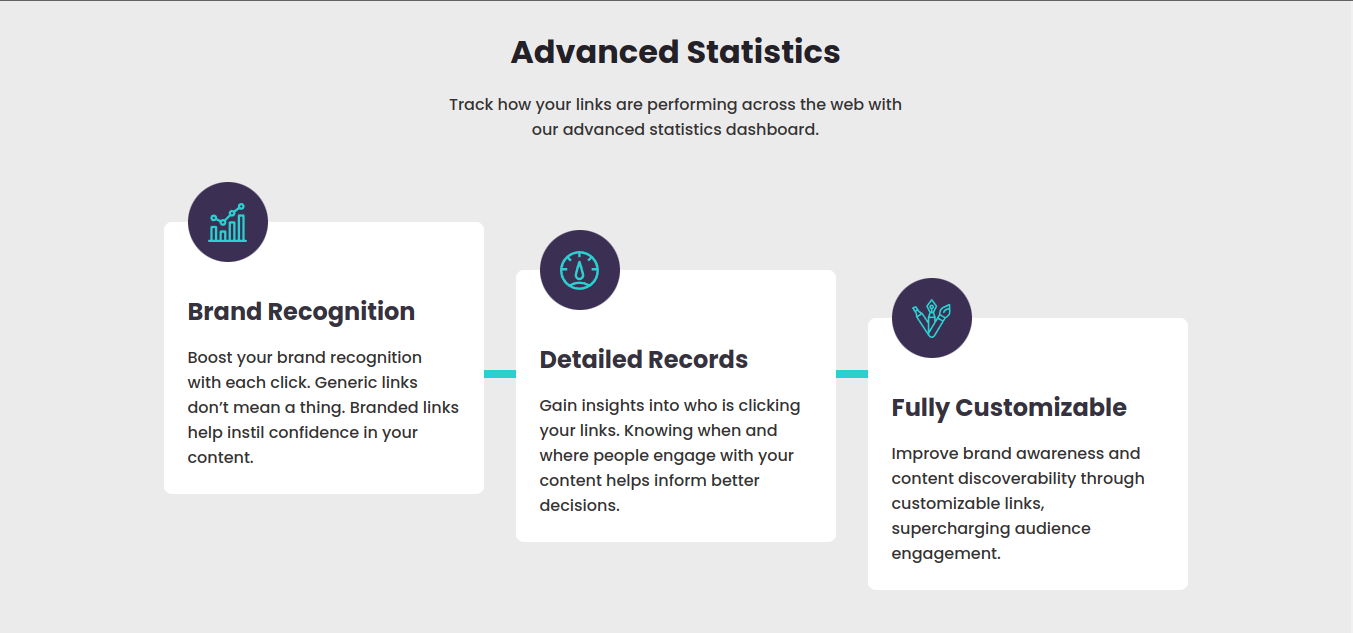 Advanced Statistics
Track how your links are performing across the web with
our advanced statistics dashboard.
Brand Recognition
Boost your brand recognition
with each click. Generic links
don’t mean a thing. Branded links
help instil confidence in your
content.
Detailed Records
Gain insights into who is clicking
your links. Knowing when and
where people engage with your
content helps inform better
decisions.
Fully Customizable
Improve brand awareness and
content discoverability through
customizable links,
supercharging audience
engagement.